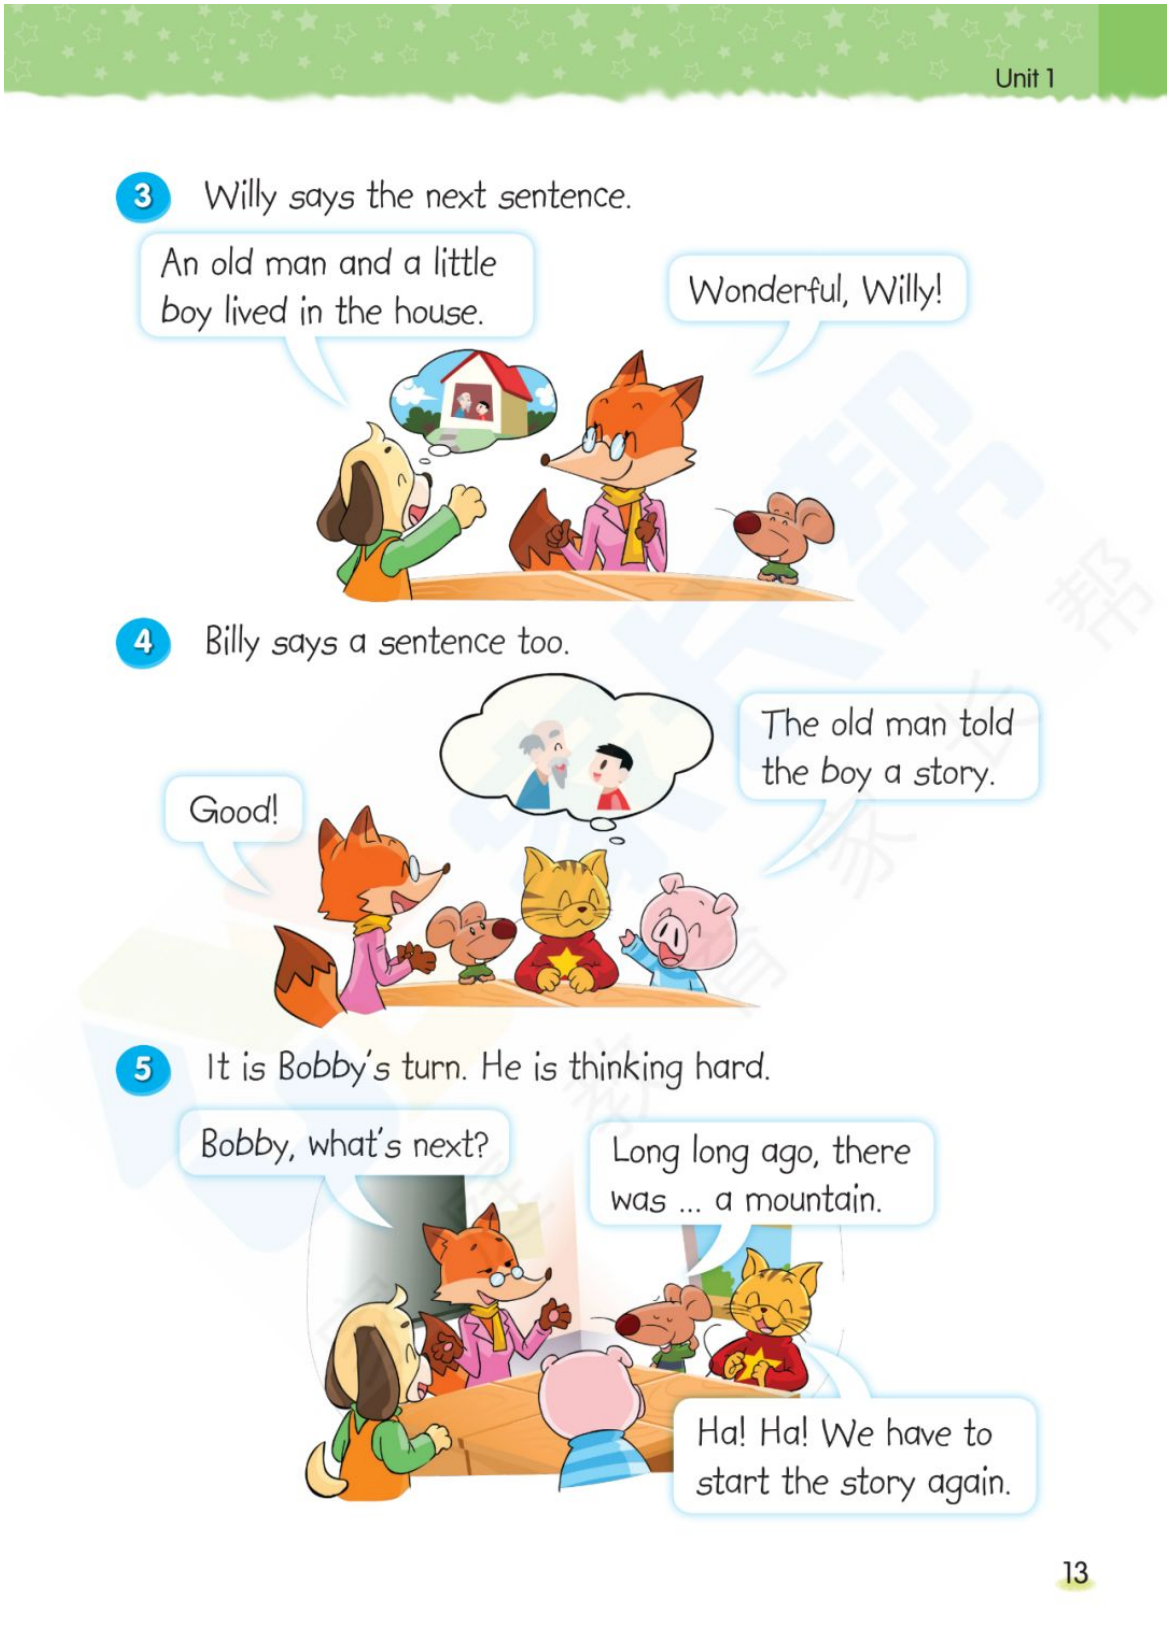 Unit 1
3 Willy says the next sentence.
An old man and a little
boy lived in the house.
Wonderful, Willy!
4 Billy says a sentence too.
The old man told
the boy a story.
Good!
5 It is Bobby's turn. He is thinking hard.
Bobby, what's next?
Long long ago, there
was ... a mountain.
Ha! Ha! We have to
start the story again.
13